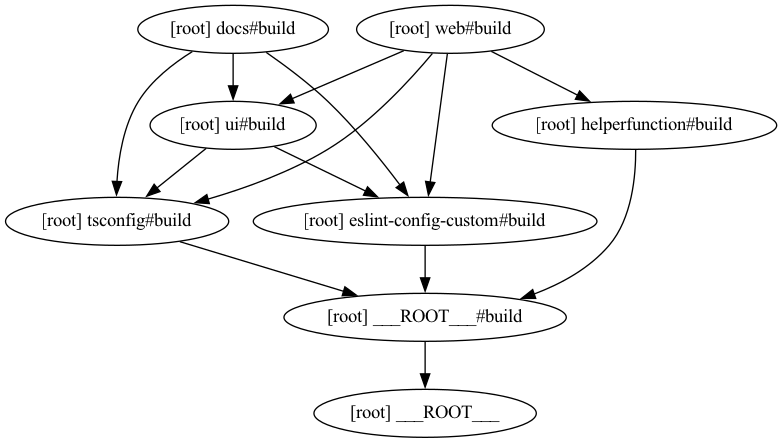 [root] docs#build
[root] web#build
[root] ui#build
[root] helperfunction#build
[root] tsconfig#build
[root] eslint-config-custom#build
[root] ___ROOT___#build
[root] ___ROOT___